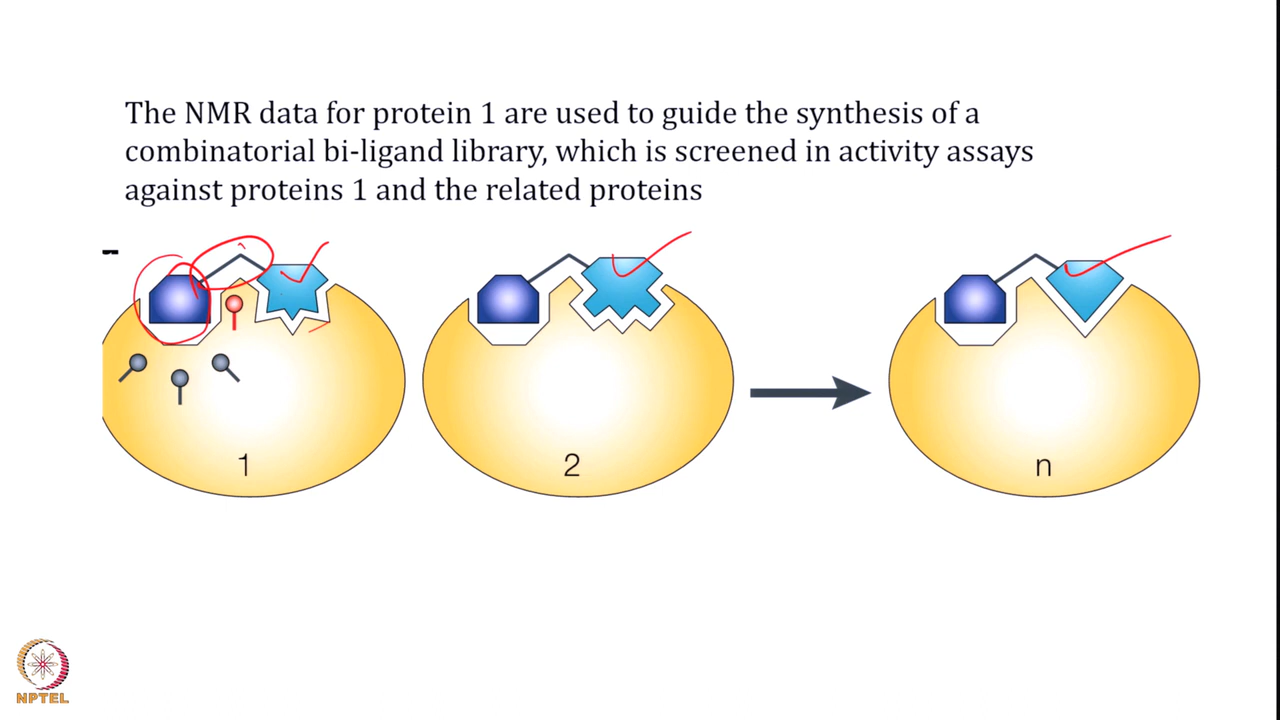 The NMR data for protein 1 are used to guide the synthesis of a
combinatorial bi-ligand library, which is screened in activity assays
against proteins 1 and the related proteins
1
2
n
NPTEL